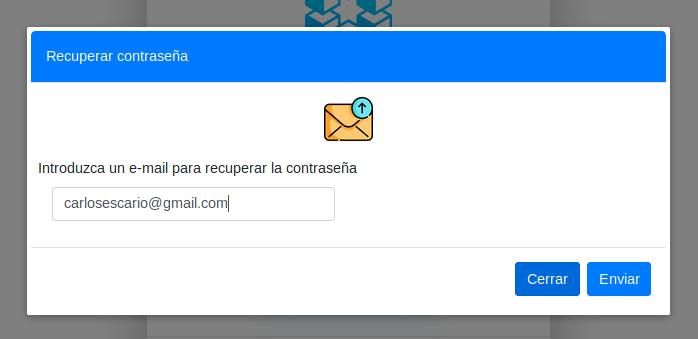 Recuperar contraseña
Introduzca un e-mail para recuperar la contraseña
carlosescario@gmail.com
Cerrar Enviar